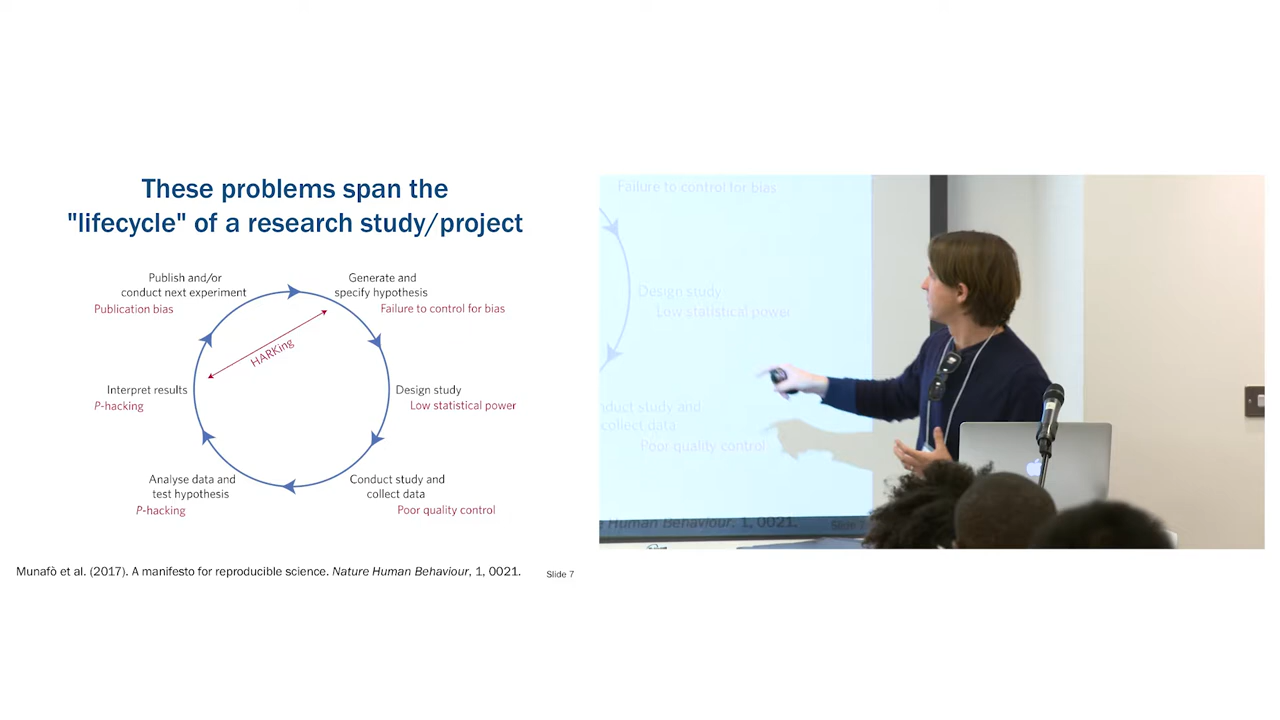 These problems span the
"lifecycle" of a research study/project
Publish and/or
conduct next experiment
Publication bias
Generate and
specify hypothesis
Failure to control for bias
HARKing
Interpret results
P-hacking
Design study
Low statistical power
Analyse data and
test hypothesis
P-hacking
Conduct study and
collect data
Poor quality control
Munafò et al. (2017). A manifesto for reproducible science. Nature Human Behaviour, 1, 0021.
Slide 7
Failure to control for bias
Design study
Low statistical power
study and
collect data
Poor quality control
Human Behaviour, 1, 0021.
Slide